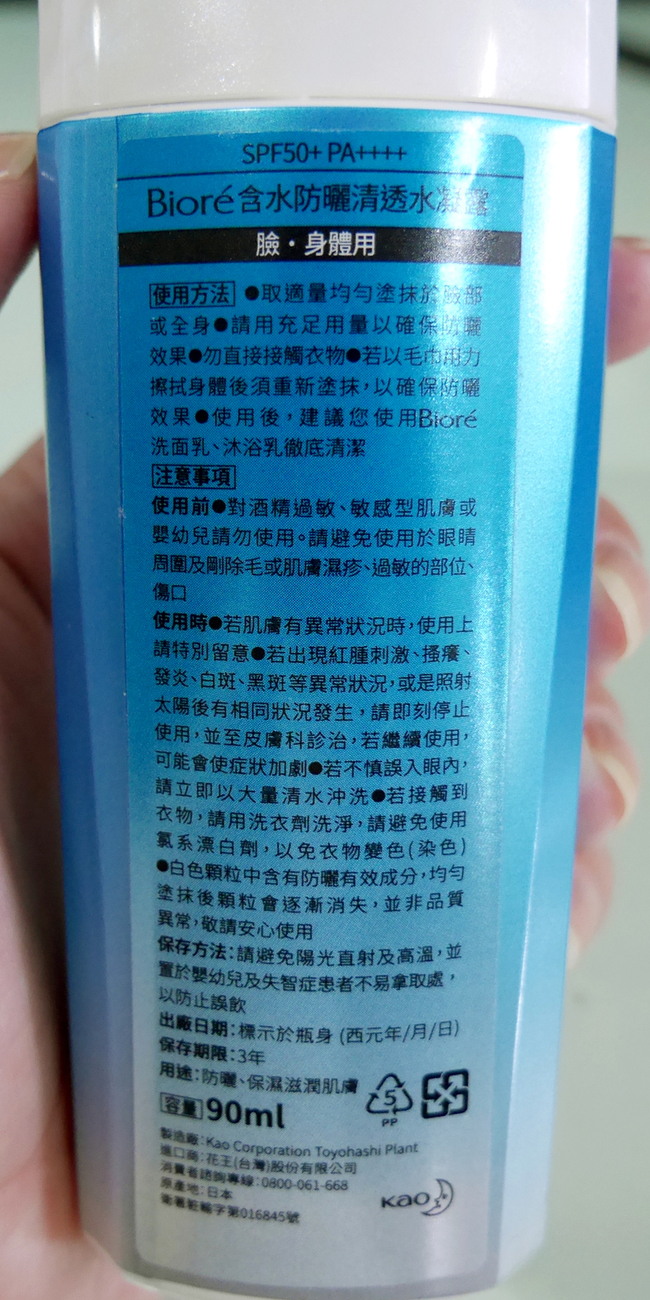 SPF50+ PA++++
Bioré含水防曬清透水凝露
臉・身體用
使用方法 ●取適量均勻塗抹於臉部
或全身●請用充足用量以確保防曬
效果●勿直接接觸衣物●若以毛巾用力
擦拭身體後須重新塗抹，以確保防曬
效果●使用後，建議您使用Bioré
洗面乳、沐浴乳徹底清潔
注意事項
使用前●對酒精過敏、敏感型肌膚或
嬰幼兒請勿使用。請避免使用於眼睛
周圍及剛除毛或肌膚濕疹、過敏的部位、
傷口
使用時●若肌膚有異常狀況時，使用上
請特別留意●若出現紅腫刺激、搔癢、
發炎、白斑、黑斑等異常狀況，或是照射
太陽後有相同狀況發生，請即刻停止
使用，並至皮膚科診治，若繼續使用，
可能會使症狀加劇●若不慎誤入眼內，
請立即以大量清水沖洗●若接觸到
衣物，請用洗衣劑洗淨，請避免使用
氯系漂白劑，以免衣物變色(染色)
●白色顆粒中含有防曬有效成分，均勻
塗抹後顆粒會逐漸消失，並非品質
異常，敬請安心使用
保存方法：請避免陽光直射及高溫，並
置於嬰幼兒及失智症患者不易拿取處，
以防止誤飲
出廠日期：標示於瓶身 (西元年/月/日)
保存期限：3年
用途：防曬、保濕滋潤肌膚
5
PP
容量 90ml
製造廠：Kao Corporation Toyohashi Plant
進口商：花王(台灣)股份有限公司
消費者諮詢專線：0800-061-668
原產地：日本
衛署粧輸字第016845號
Kao